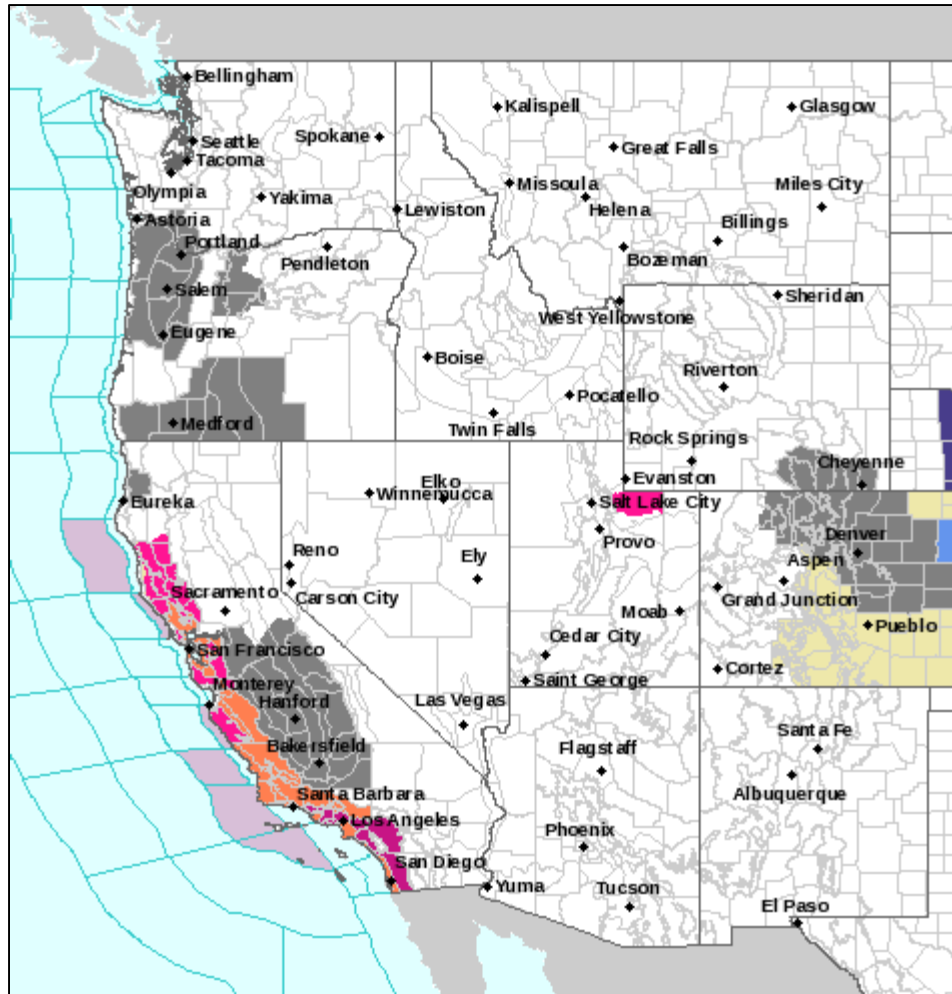 Bellingham
Kalispell
Glasgow
Seattle
Spokane
Great Falls
Tacoma
Olympia
Missoula
Miles City
Yakima
Lewiston
Helena
Astoria
Billings
Portland
Pendleton
Bozeman
Salem
Sheridan
West Yellowstone
Eugene
Boise
Riverton
Pocatello
Medford
Twin Falls
Rock Springs
Cheyenne
Elko
Evanston
Eureka
Winnemucca
Salt Lake City
Denver
Provo
Reno
Ely
Aspen
Sacramento
Carson City
Grand Junction
Moab
Pueblo
Cedar City
San Francisco
Cortez
Saint George
Monterey
Hanford
Las Vegas
Santa Fe
Bakersfield
Flagstaff
Albuquerque
Santa Barbara
Los Angeles
Phoenix
San Diego
Yuma
Tucson
El Paso